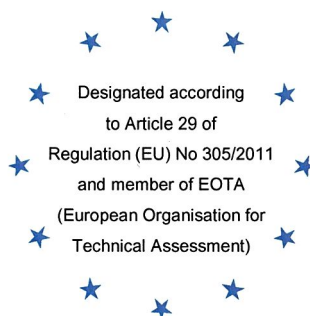 Designated according
to Article 29 of
Regulation (EU) No 305/2011
and member of EOTA
(European Organisation for
Technical Assessment)